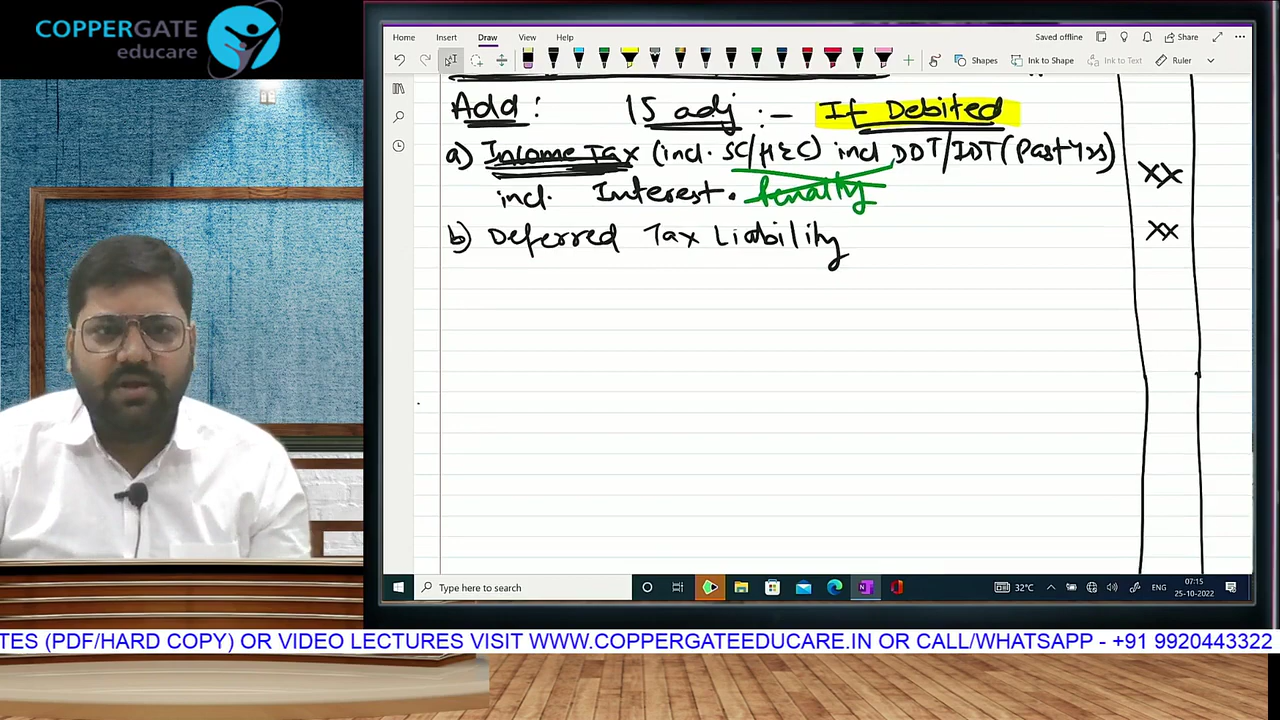 COPPERGATE
educare
Home Insert Draw View Help
Saved offline
Share
Shapes
Ink to Shape
Ink to Text
Ruler
Add: 15 adj :- If Debited
a) Income Tax (incl. SC/HEC) incl DDT/IDT (Past Yrs)
incl. Interest. Penalty
XX
b) Deferred Tax Liability
XX
Type here to search
32°C
ENG
07:15
25-10-2022
TES (PDF/HARD COPY) OR VIDEO LECTURES VISIT WWW.COPPERGATEEDUCARE.IN OR CALL/WHATSAPP - +91 9920443322